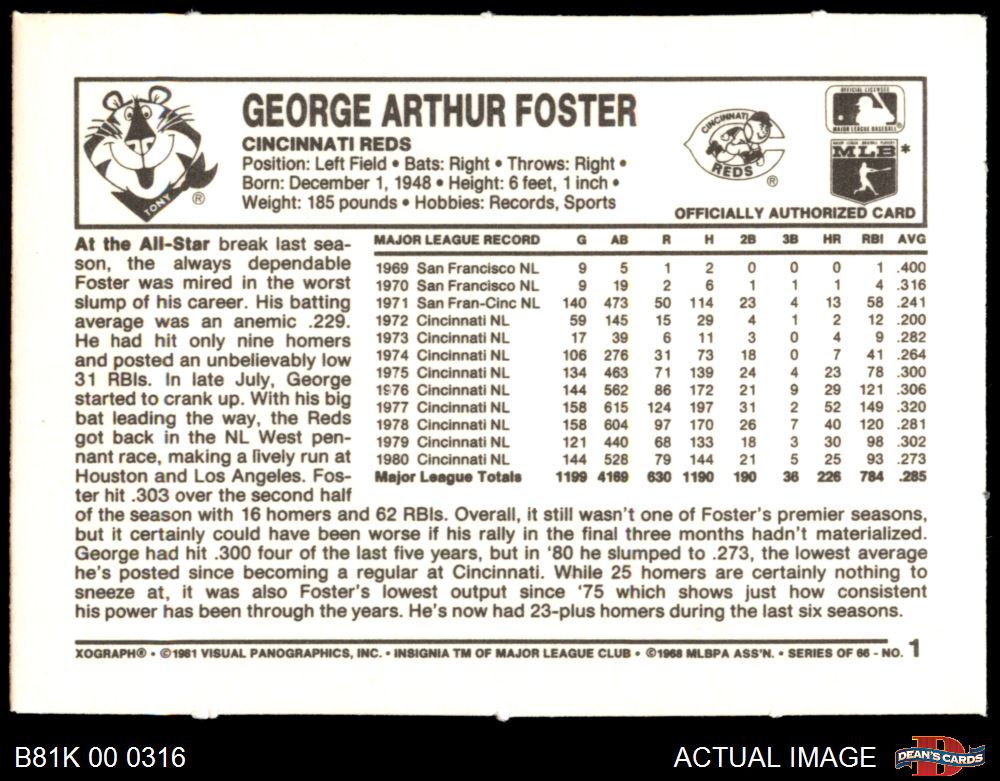 GEORGE ARTHUR FOSTER
CINCINNATI REDS
Position: Left Field • Bats: Right • Throws: Right •
Born: December 1, 1948 • Height: 6 feet, 1 inch •
Weight: 185 pounds • Hobbies: Records, Sports
TONY ®
CINCINNATI
REDS ®
OFFICIAL LICENSEE
MAJOR LEAGUE BASEBALL ®
MAJOR LEAGUE BASEBALL PLAYERS
MLB *
OFFICIALLY AUTHORIZED CARD
At the All-Star break last sea-
son, the always dependable
Foster was mired in the worst
slump of his career. His batting
average was an anemic .229.
He had hit only nine homers
and posted an unbelievably low
31 RBIs. In late July, George
started to crank up. With his big
bat leading the way, the Reds
got back in the NL West pen-
nant race, making a lively run at
Houston and Los Angeles. Fos-
ter hit .303 over the second half
MAJOR LEAGUE RECORD G AB R H 2B 3B HR RBI AVG
1969 San Francisco NL 9 5 1 2 0 0 0 1 .400
1970 San Francisco NL 9 19 2 6 1 1 1 4 .316
1971 San Fran-Cinc NL 140 473 50 114 23 4 13 58 .241
1972 Cincinnati NL 59 145 15 29 4 1 2 12 .200
1973 Cincinnati NL 17 39 6 11 3 0 4 9 .282
1974 Cincinnati NL 106 276 31 73 18 0 7 41 .264
1975 Cincinnati NL 134 463 71 139 24 4 23 78 .300
1976 Cincinnati NL 144 562 86 172 21 9 29 121 .306
1977 Cincinnati NL 158 615 124 197 31 2 52 149 .320
1978 Cincinnati NL 158 604 97 170 26 7 40 120 .281
1979 Cincinnati NL 121 440 68 133 18 3 30 98 .302
1980 Cincinnati NL 144 528 79 144 21 5 25 93 .273
Major League Totals 1199 4169 630 1190 190 36 226 784 .285
of the season with 16 homers and 62 RBIs. Overall, it still wasn't one of Foster's premier seasons,
but it certainly could have been worse if his rally in the final three months hadn't materialized.
George had hit .300 four of the last five years, but in '80 he slumped to .273, the lowest average
he's posted since becoming a regular at Cincinnati. While 25 homers are certainly nothing to
sneeze at, it was also Foster's lowest output since '75 which shows just how consistent
his power has been through the years. He's now had 23-plus homers during the last six seasons.
XOGRAPH® • ©1981 VISUAL PANOGRAPHICS, INC. • INSIGNIA TM OF MAJOR LEAGUE CLUB • ©1968 MLBPA ASS'N. • SERIES OF 66 - NO. 1
B81K 00 0316
ACTUAL IMAGE
D
DEAN'S CARDS